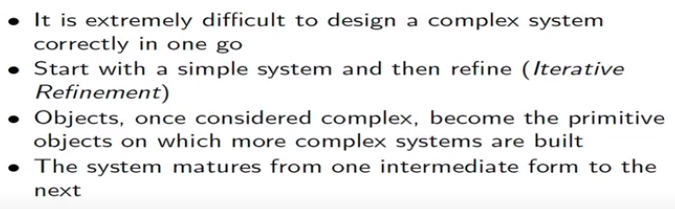 • It is extremely difficult to design a complex system
correctly in one go
• Start with a simple system and then refine (Iterative
Refinement)
• Objects, once considered complex, become the primitive
objects on which more complex systems are built
• The system matures from one intermediate form to the
next